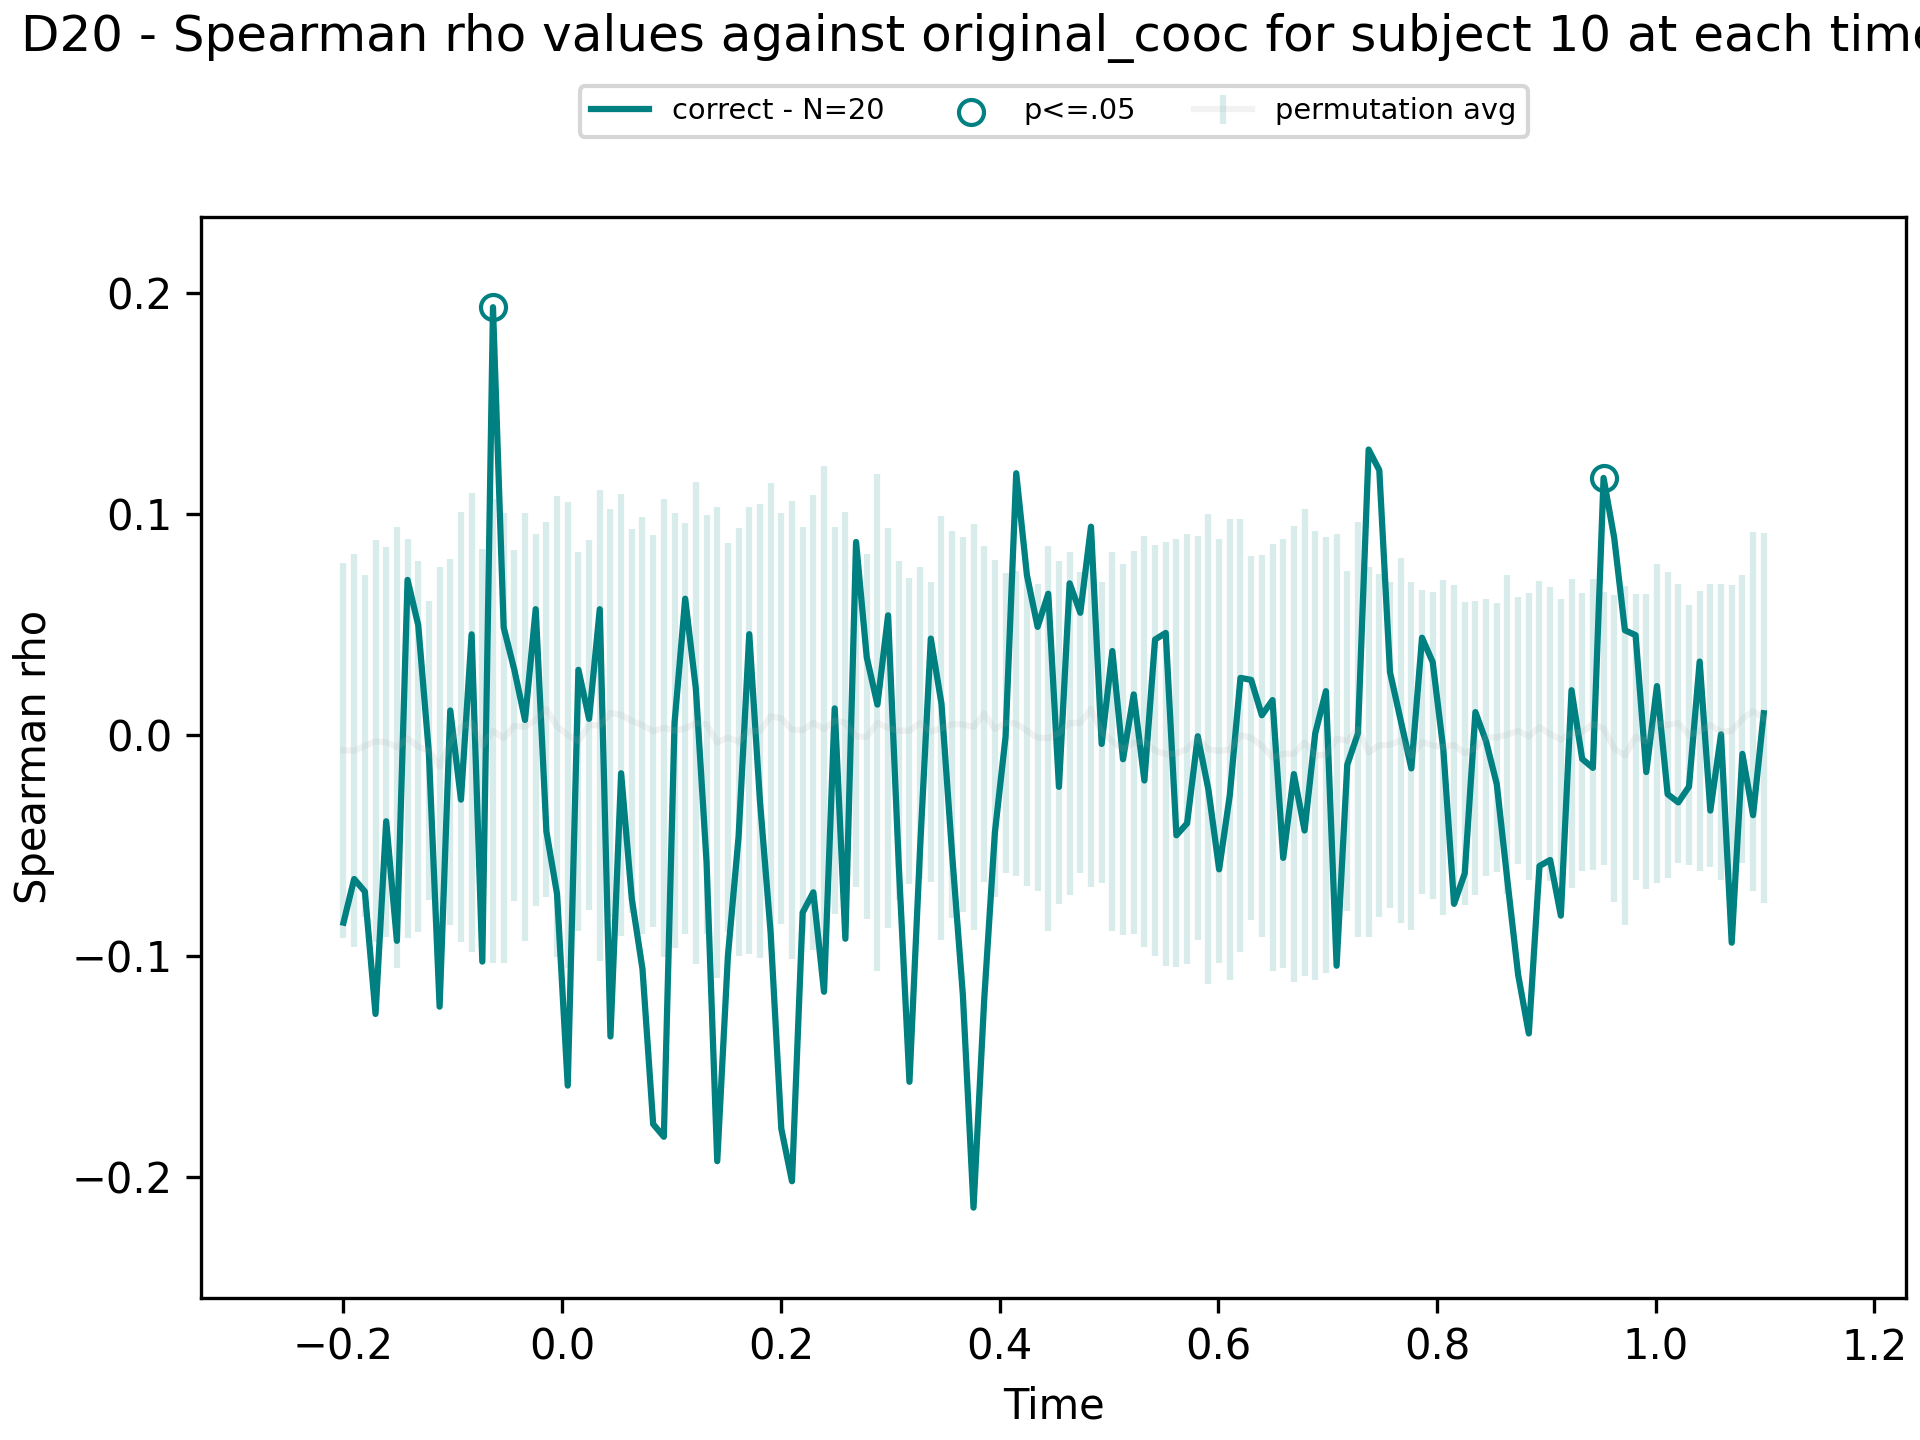 D20 - Spearman rho values against original_cooc for subject 10 at each time
correct - N=20 p<=.05 permutation avg
Spearman rho
0.2
0.1
0.0
−0.1
−0.2
−0.2 0.0 0.2 0.4 0.6 0.8 1.0 1.2
Time